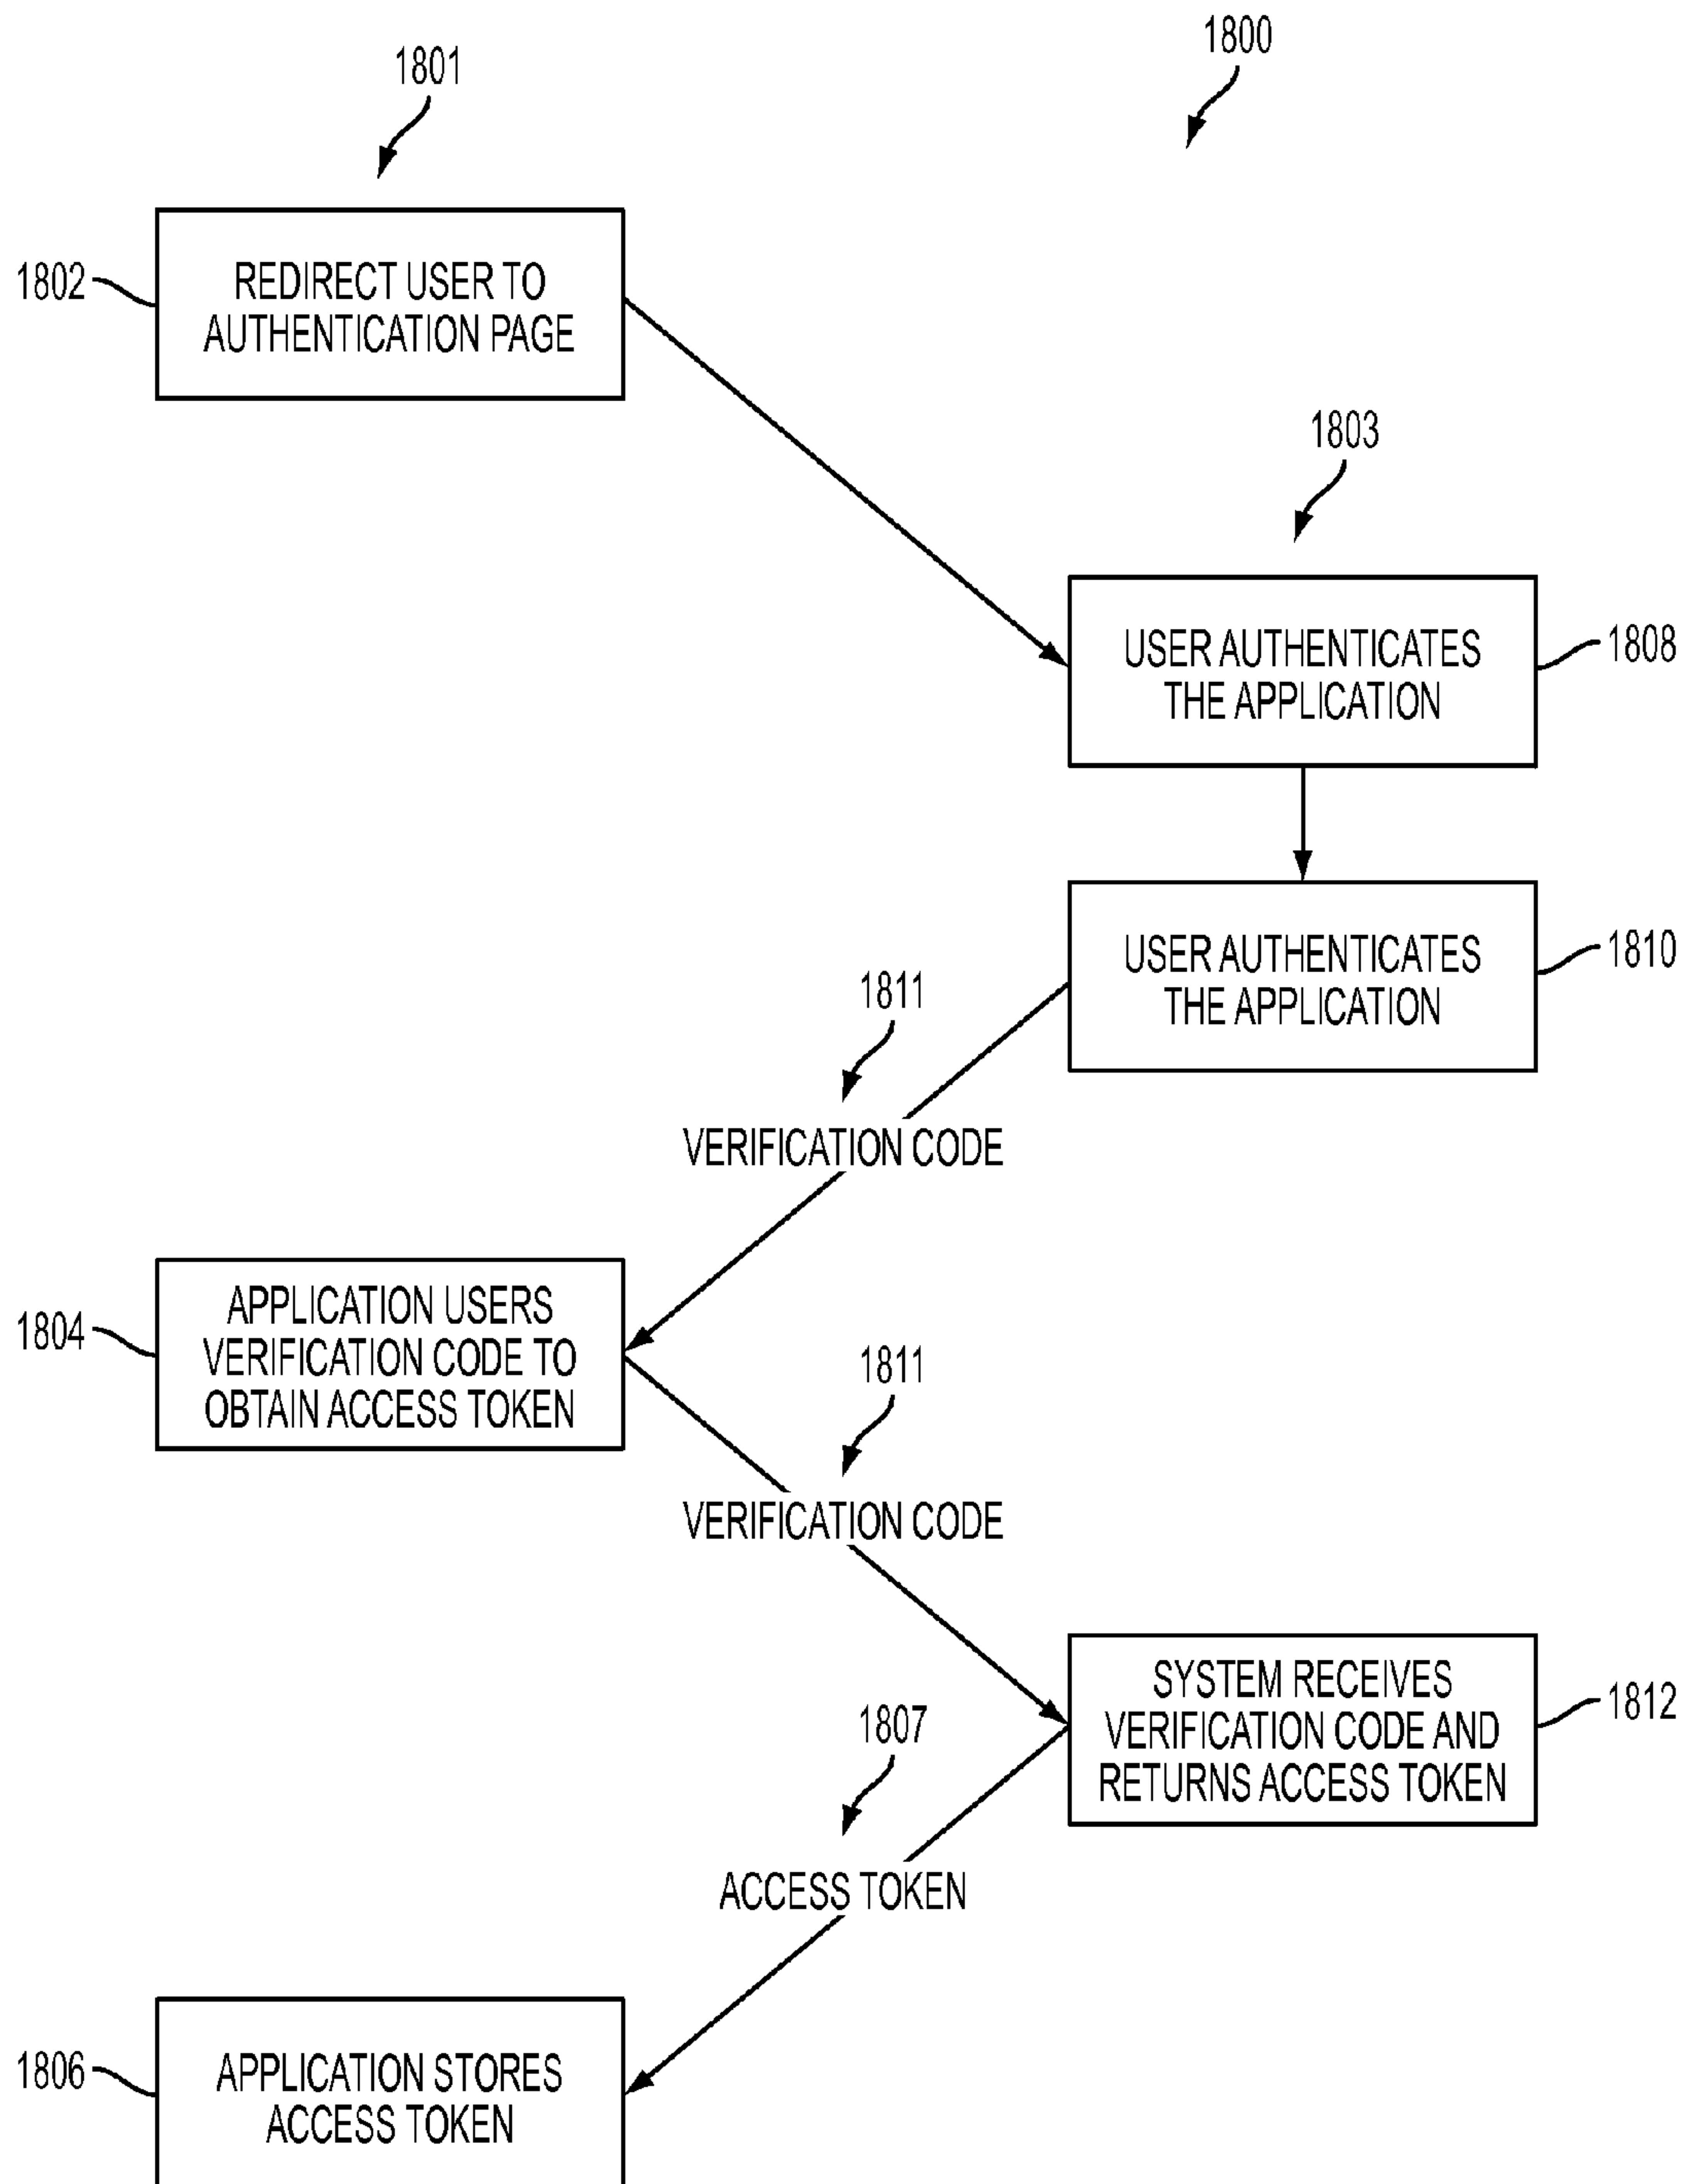 1800
1801
1802
REDIRECT USER TO
AUTHENTICATION PAGE
1803
USER AUTHENTICATES
THE APPLICATION
1808
USER AUTHENTICATES
THE APPLICATION
1810
1811
VERIFICATION CODE
1804
APPLICATION USERS
VERIFICATION CODE TO
OBTAIN ACCESS TOKEN
1811
VERIFICATION CODE
SYSTEM RECEIVES
VERIFICATION CODE AND
RETURNS ACCESS TOKEN
1812
1807
ACCESS TOKEN
1806
APPLICATION STORES
ACCESS TOKEN